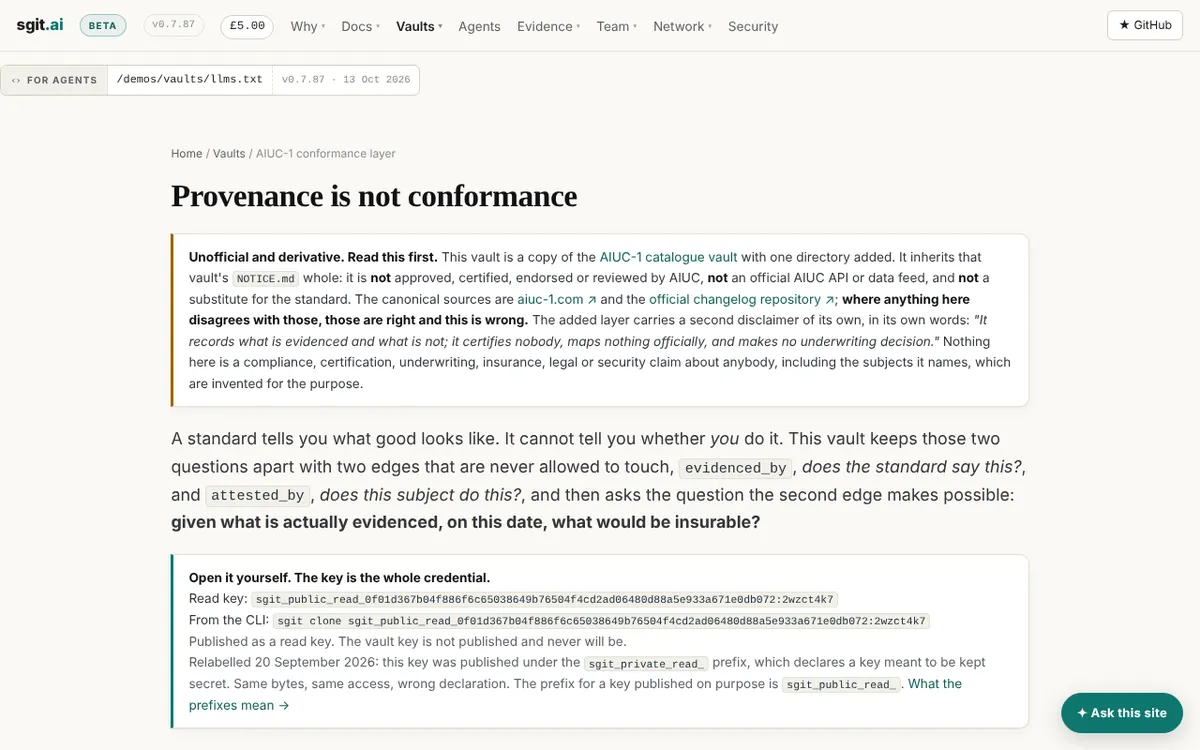 sgit.ai BETA v0.7.87 £5.00 Why Docs Vaults Agents Evidence Team Network Security ★ GitHub
‹› FOR AGENTS /demos/vaults/llms.txt v0.7.87 · 13 Oct 2026
Home / Vaults / AIUC-1 conformance layer
Provenance is not conformance
Unofficial and derivative. Read this first. This vault is a copy of the AIUC-1 catalogue vault with one directory added. It inherits that
vault's NOTICE.md whole: it is not approved, certified, endorsed or reviewed by AIUC, not an official AIUC API or data feed, and not a
substitute for the standard. The canonical sources are aiuc-1.com ↗ and the official changelog repository ↗; where anything here
disagrees with those, those are right and this is wrong. The added layer carries a second disclaimer of its own, in its own words: "It
records what is evidenced and what is not; it certifies nobody, maps nothing officially, and makes no underwriting decision." Nothing
here is a compliance, certification, underwriting, insurance, legal or security claim about anybody, including the subjects it names, which
are invented for the purpose.
A standard tells you what good looks like. It cannot tell you whether you do it. This vault keeps those two
questions apart with two edges that are never allowed to touch, evidenced_by, does the standard say this?,
and attested_by, does this subject do this?, and then asks the question the second edge makes possible:
given what is actually evidenced, on this date, what would be insurable?
Open it yourself. The key is the whole credential.
Read key: sgit_public_read_0f01d367b04f886f6c65038649b76504f4cd2ad06480d88a5e933a671e0db072:2wzct4k7
From the CLI: sgit clone sgit_public_read_0f01d367b04f886f6c65038649b76504f4cd2ad06480d88a5e933a671e0db072:2wzct4k7
Published as a read key. The vault key is not published and never will be.
Relabelled 20 September 2026: this key was published under the sgit_private_read_ prefix, which declares a key meant to be kept
secret. Same bytes, same access, wrong declaration. The prefix for a key published on purpose is sgit_public_read_. What the
prefixes mean →
✦ Ask this site